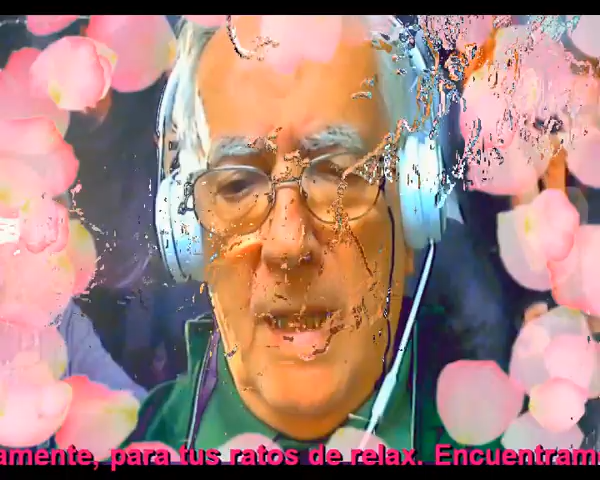 amente, para tus ratos de relax. Encuentram